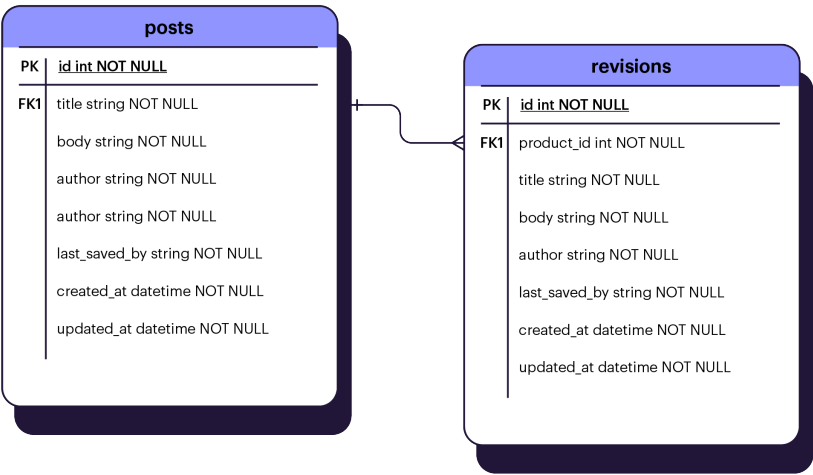 posts
PK id int NOT NULL
FK1 title string NOT NULL
body string NOT NULL
author string NOT NULL
author string NOT NULL
last_saved_by string NOT NULL
created_at datetime NOT NULL
updated_at datetime NOT NULL
revisions
PK id int NOT NULL
FK1 product_id int NOT NULL
title string NOT NULL
body string NOT NULL
author string NOT NULL
last_saved_by string NOT NULL
created_at datetime NOT NULL
updated_at datetime NOT NULL